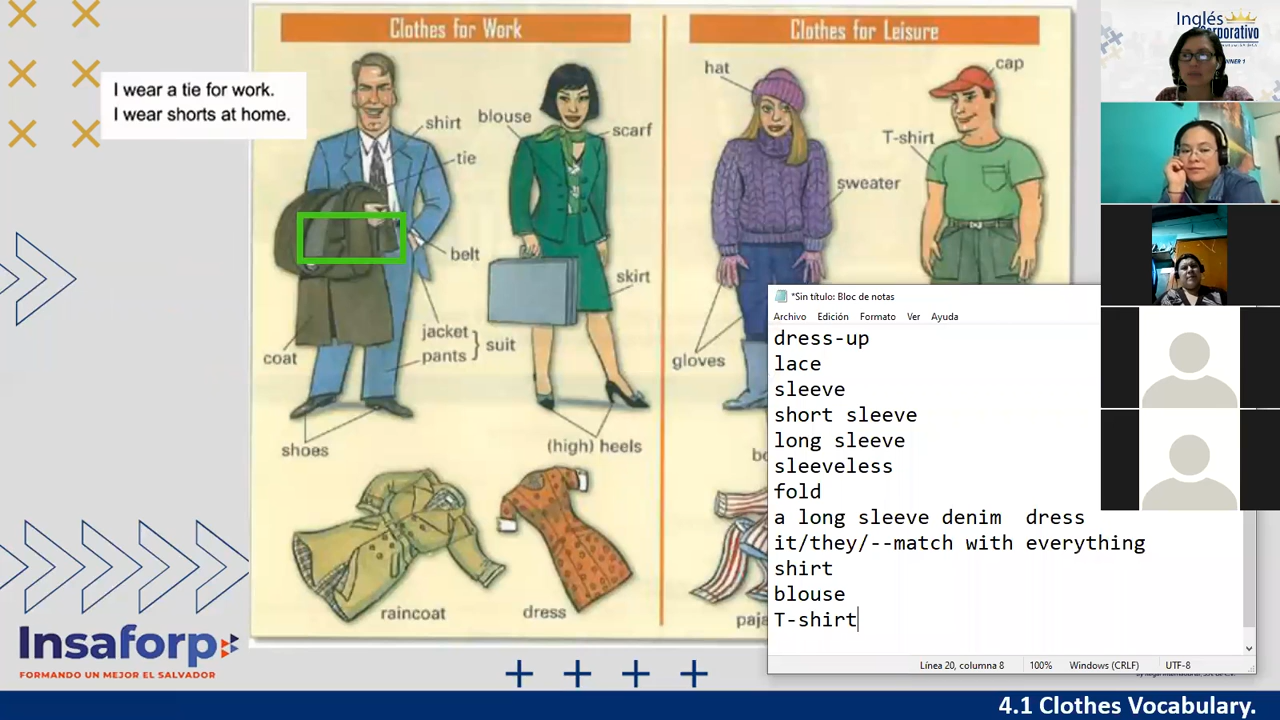 Clothes for Work
Clothes for Leisure
Inglés
Corporativo
I wear a tie for work.
I wear shorts at home.
shirt
tie
belt
jacket
pants
suit
coat
shoes
blouse
scarf
skirt
(high) heels
raincoat
dress
hat
sweater
gloves
cap
T-shirt
*Sin título: Bloc de notas
Archivo Edición Formato Ver Ayuda
dress-up
lace
sleeve
short sleeve
long sleeve
sleeveless
fold
a long sleeve denim dress
it/they/--match with everything
shirt
blouse
T-shirt
Línea 20, columna 8 100% Windows (CRLF) UTF-8
Insaforp
FORMANDO UN MEJOR EL SALVADOR
4.1 Clothes Vocabulary.